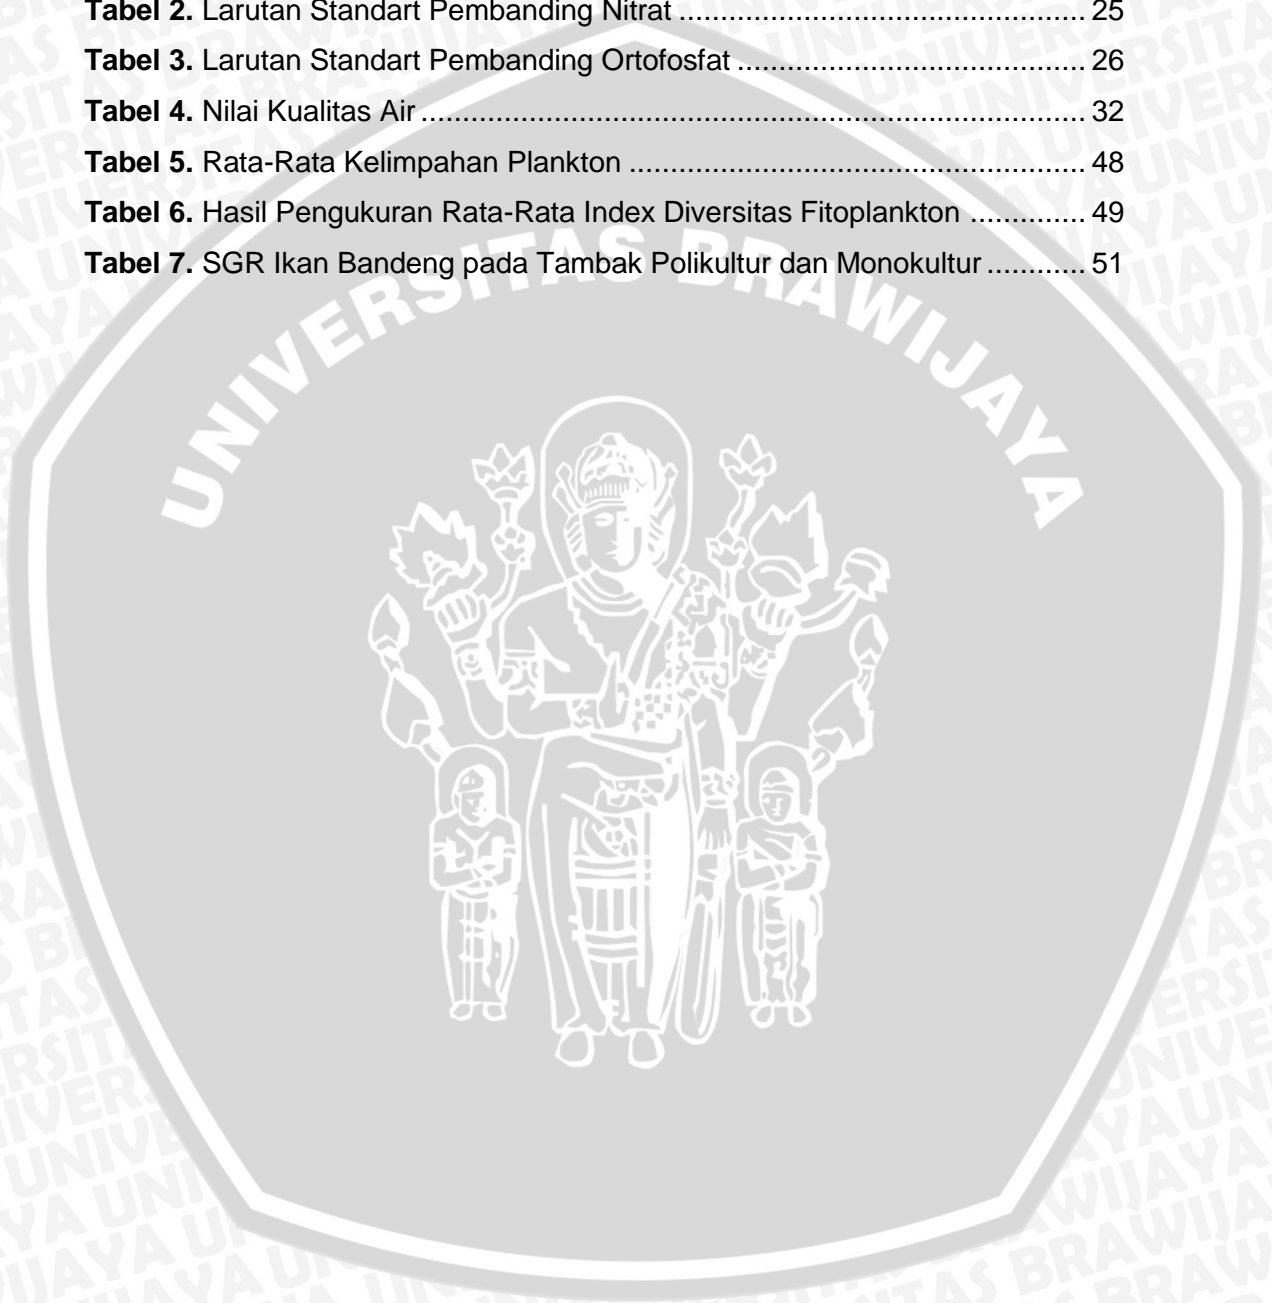 Tabel 2. Larutan Standart Pembanding Nitrat .................................................. 25
Tabel 3. Larutan Standart Pembanding Ortofosfat .......................................... 26
Tabel 4. Nilai Kualitas Air ................................................................................. 32
Tabel 5. Rata-Rata Kelimpahan Plankton ........................................................ 48
Tabel 6. Hasil Pengukuran Rata-Rata Index Diversitas Fitoplankton .............. 49
Tabel 7. SGR Ikan Bandeng pada Tambak Polikultur dan Monokultur ............ 51
UNIVERSITAS BRAWIJAYA